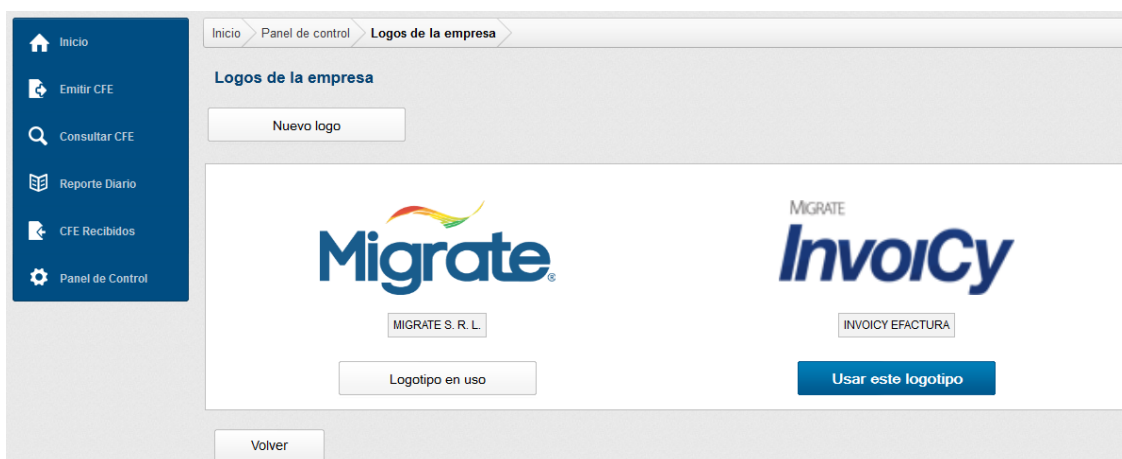 Inicio
Emitir CFE
Consultar CFE
Reporte Diario
CFE Recibidos
Panel de Control
Inicio Panel de control Logos de la empresa
Logos de la empresa
Nuevo logo
Migrate®
MIGRATE S. R. L.
Logotipo en uso
MIGRATE
InvoiCy
INVOICY EFACTURA
Usar este logotipo
Volver